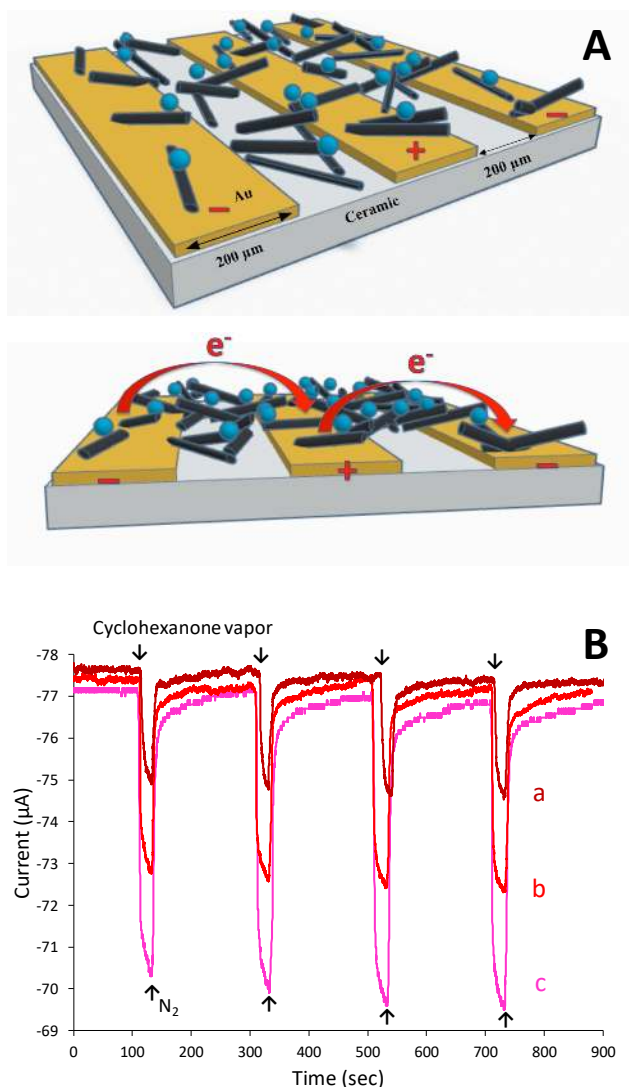 A
+
−
200 µm
Au
−
Ceramic
200 µm
e⁻
e⁻
−
+
−
B
Cyclohexanone vapor
-78
-77
-76
-75
-74
-73
-72
-71
-70
-69
Current (µA)
a
b
c
N₂
0 100 200 300 400 500 600 700 800 900
Time (sec)